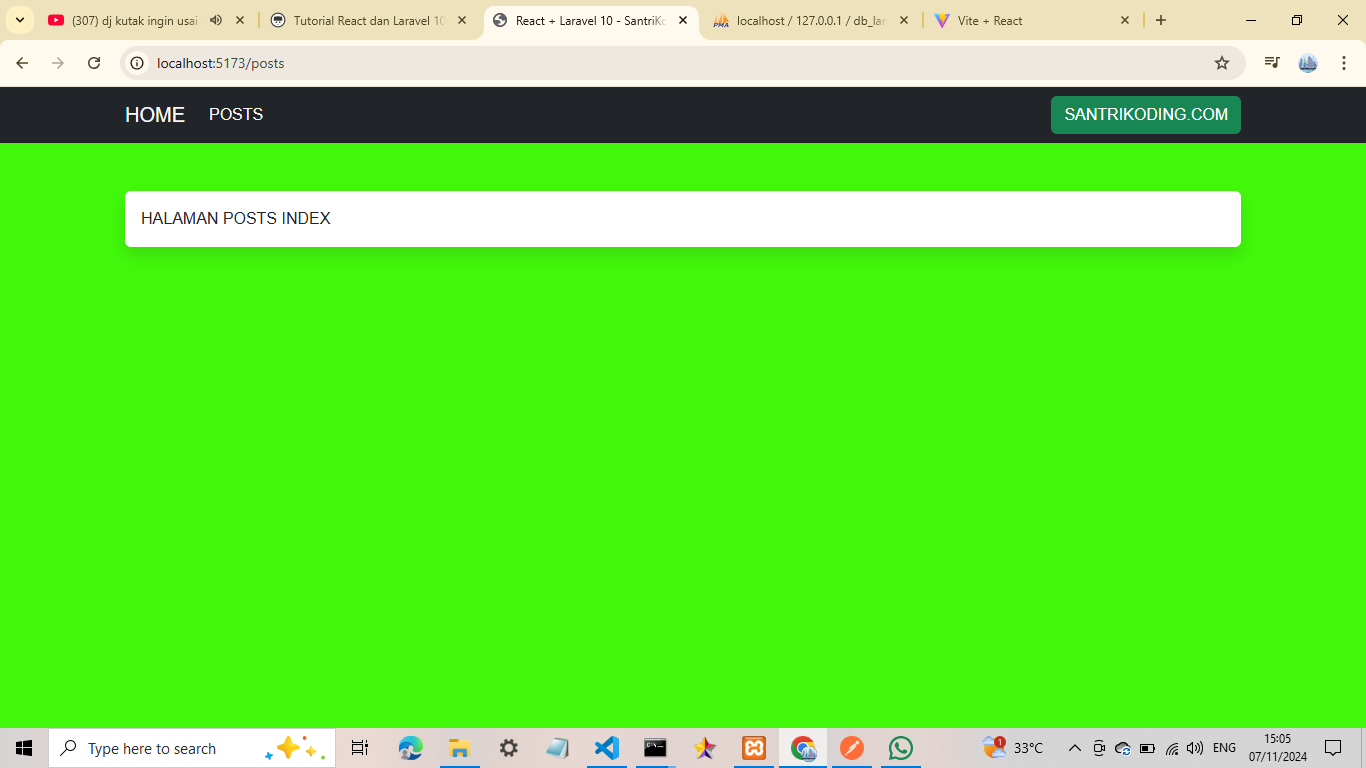 (307) dj kutak ingin usai
Tutorial React dan Laravel 10
React + Laravel 10 - SantriKo
localhost / 127.0.0.1 / db_lar
Vite + React
localhost:5173/posts
HOME
POSTS
SANTRIKODING.COM
HALAMAN POSTS INDEX
Type here to search
1
33°C
ENG
15:05
07/11/2024